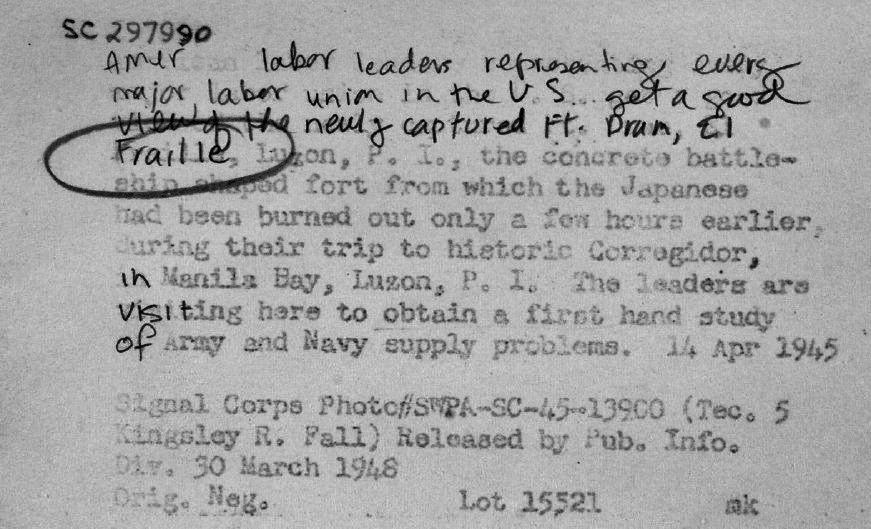 SC 297990
Amer labor leaders representing every
major labor union in the U.S. get a good
view of the newly captured Ft. Drum, El
Fraille, Luzon, P. I., the concrete battle-
ship shaped fort from which the Japanese
had been burned out only a few hours earlier,
during their trip to historic Corregidor,
in Manila Bay, Luzon, P. I. The leaders are
visiting here to obtain a first hand study
of Army and Navy supply problems. 14 Apr 1945
Signal Corps Photo#SWPA-SC-45-13900 (Tec. 5
Kingsley R. Fall) Released by Pub. Info.
Div. 30 March 1948
Orig. Neg. Lot 15521 mk